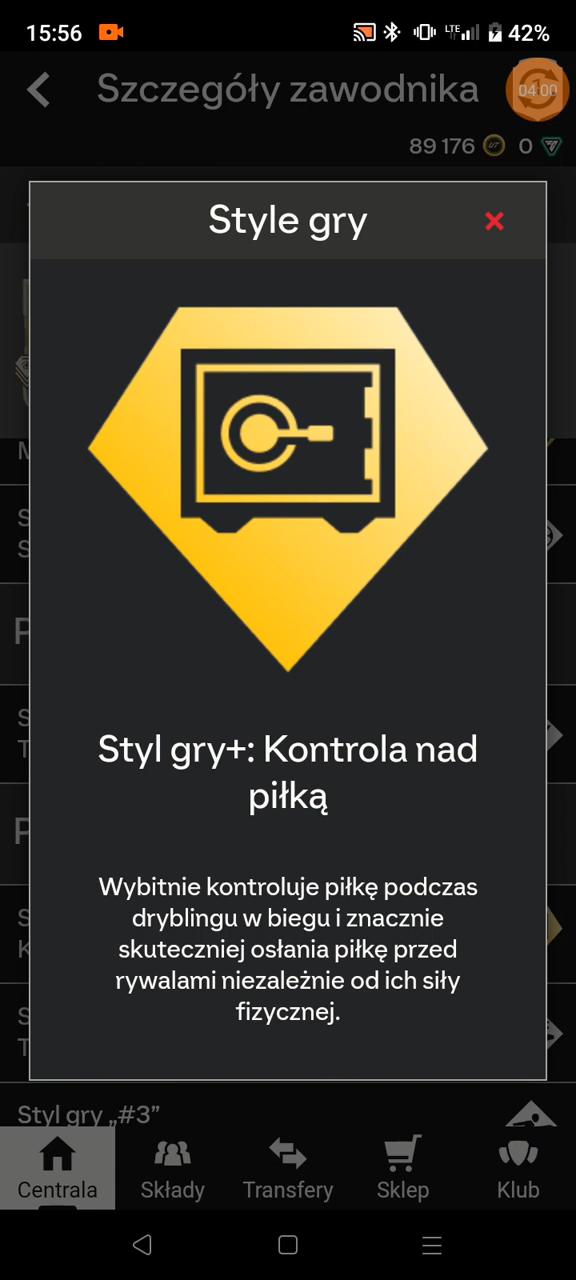 15:56 LTE 42%
Szczegóły zawodnika
04:00
89 176 UT 0
Style gry
M
S
S
P
S
T
P
S
K
S
T
Styl gry+: Kontrola nad
piłką
Wybitnie kontroluje piłkę podczas
dryblingu w biegu i znacznie
skuteczniej osłania piłkę przed
rywalami niezależnie od ich siły
fizycznej.
Styl gry „#3”
Centrala Składy Transfery Sklep Klub